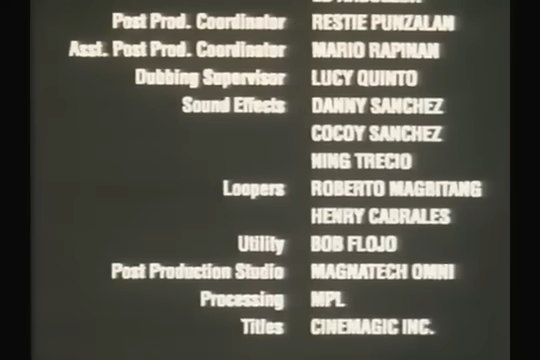 Post Prod. Coordinator RESTIE PUNZALAN
Asst. Post Prod. Coordinator MARIO RAPINAN
Dubbing Supervisor LUCY QUINTO
Sound Effects DANNY SANCHEZ
COCOY SANCHEZ
NING TRECIO
Loopers ROBERTO MAGBITANG
HENRY CABRALES
Utility BOB FLOJO
Post Production Studio MAGNATECH OMNI
Processing MPL
Titles CINEMAGIC INC.